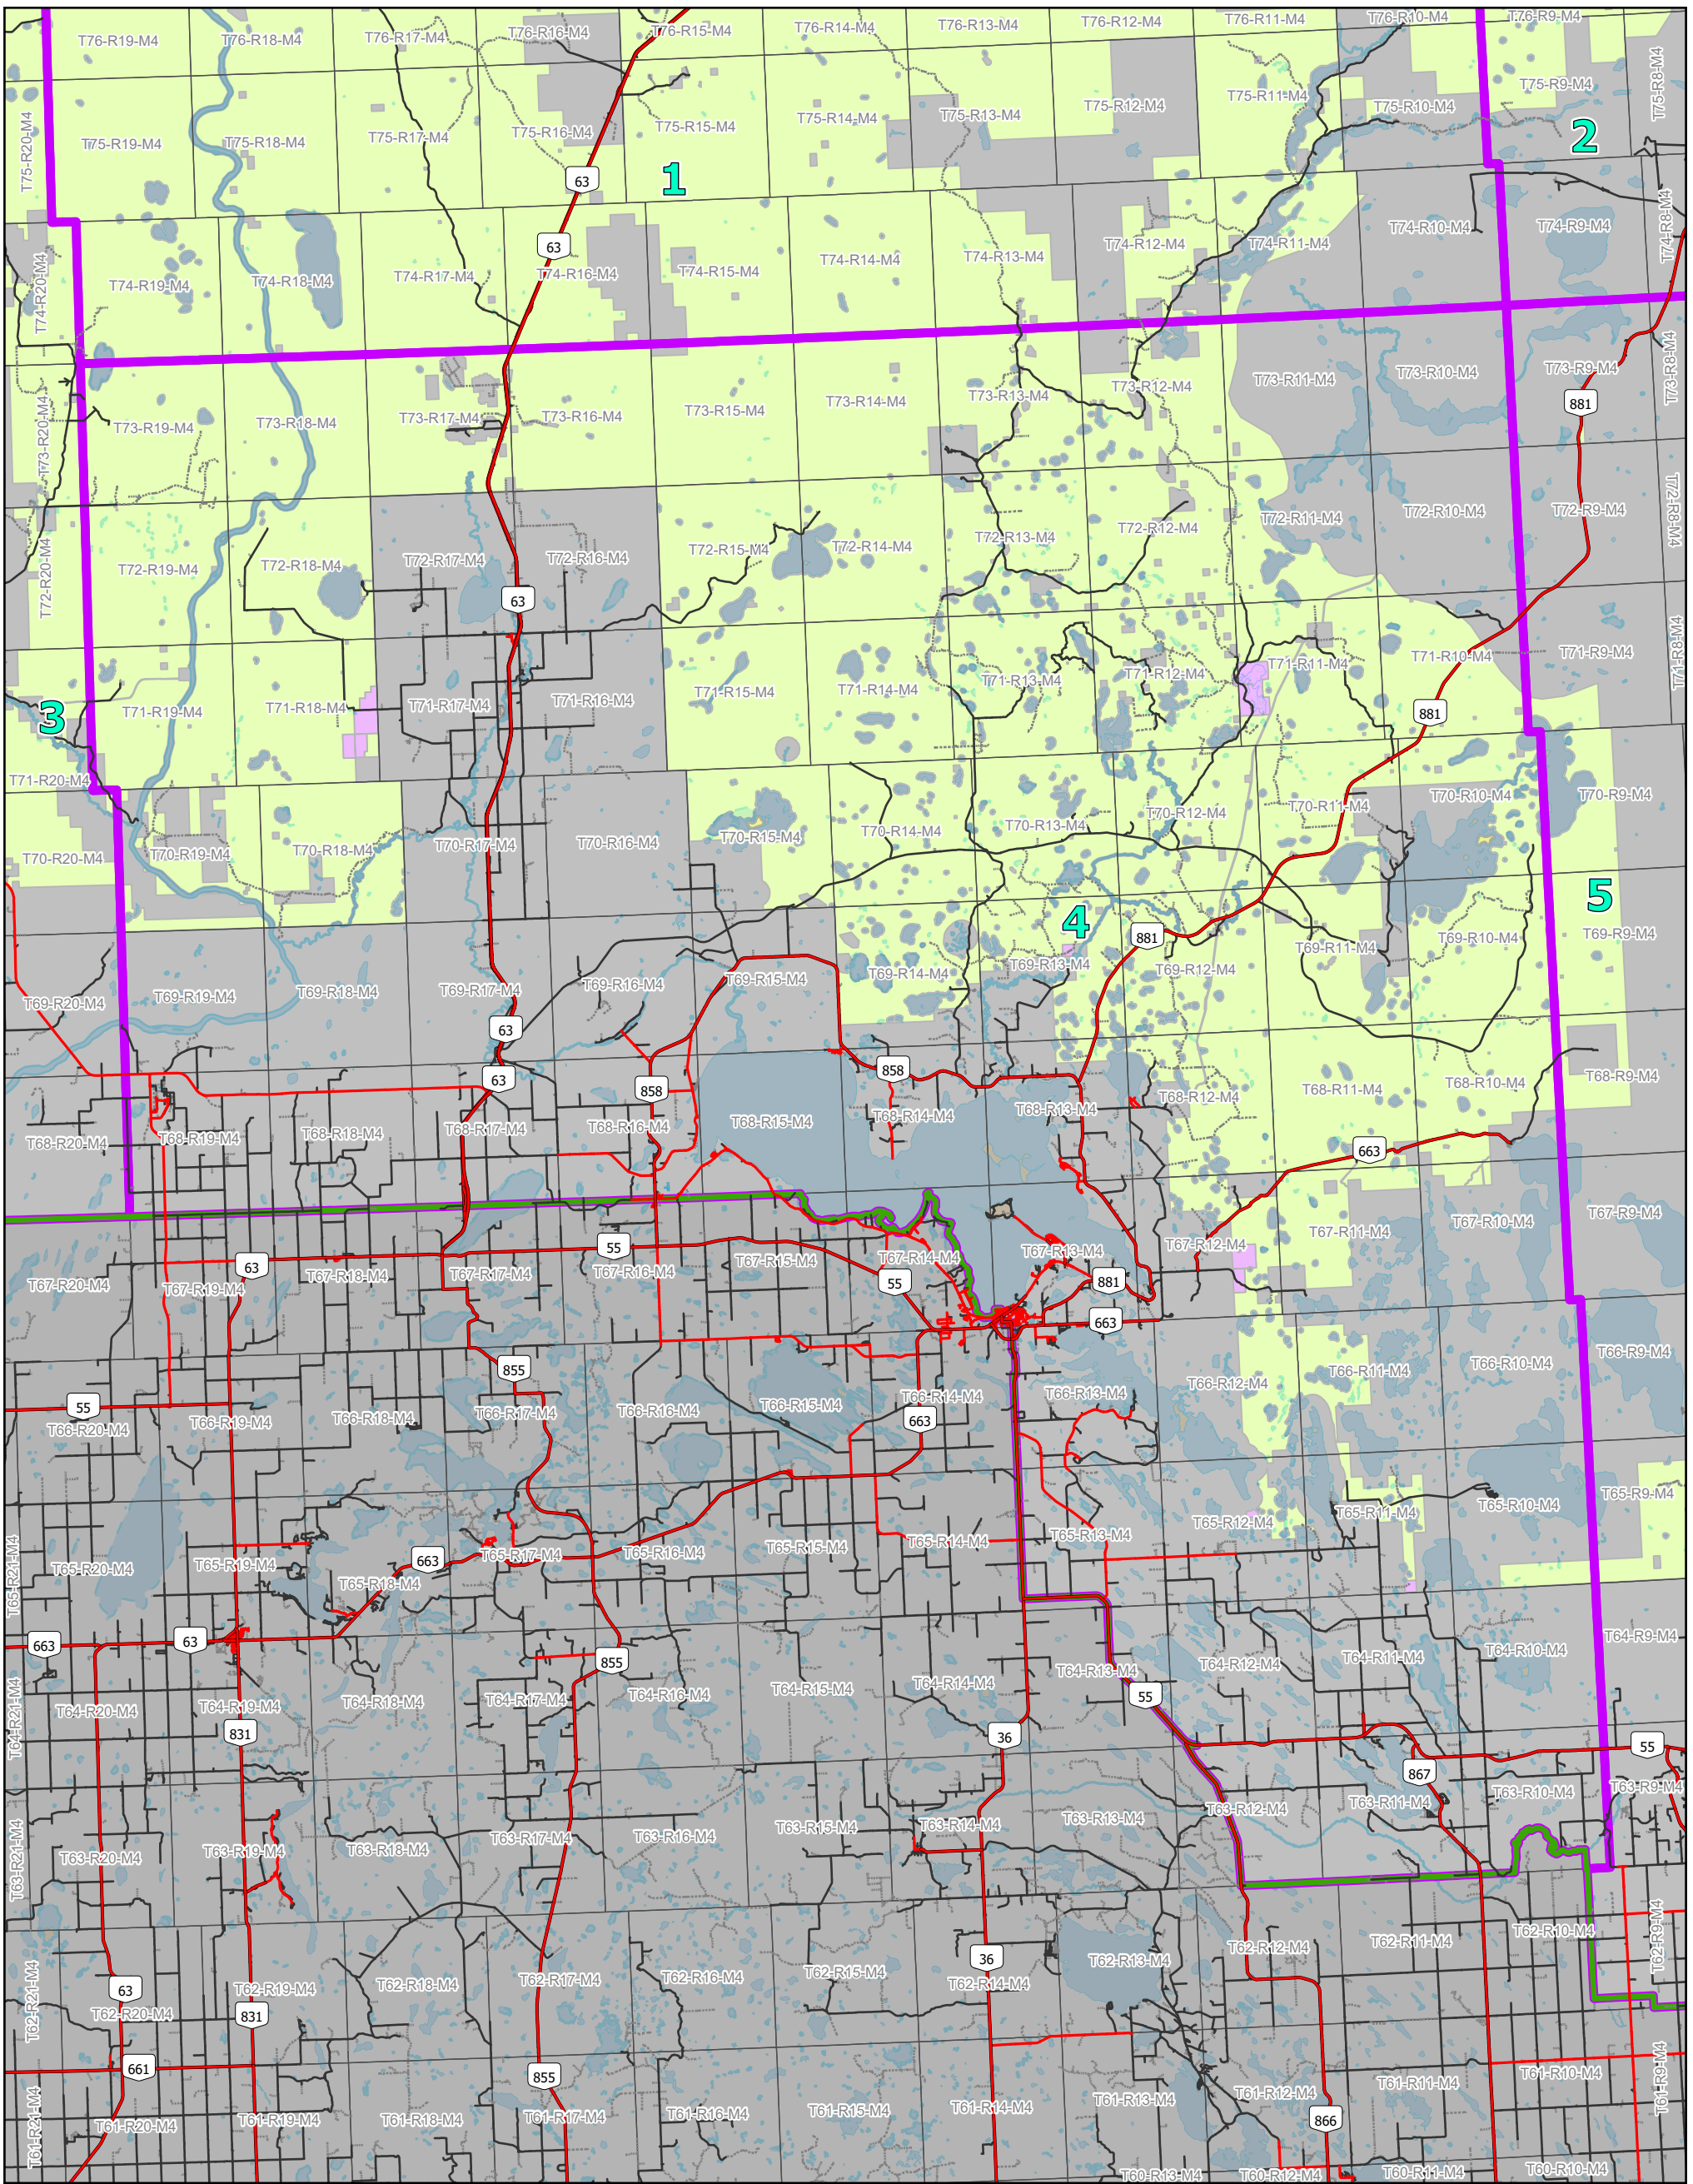 T76-R19-M4 T76-R18-M4 T76-R17-M4 T76-R16-M4 T76-R15-M4 T76-R14-M4 T76-R13-M4 T76-R12-M4 T76-R11-M4 T76-R10-M4 T76-R9-M4
T75-R20-M4 T75-R19-M4 T75-R18-M4 T75-R17-M4 T75-R16-M4 T75-R15-M4 T75-R14-M4 T75-R13-M4 T75-R12-M4 T75-R11-M4 T75-R10-M4 T75-R9-M4 T75-R8-M4
2
63
1
63
T74-R20-M4 T74-R19-M4 T74-R18-M4 T74-R17-M4 T74-R16-M4 T74-R15-M4 T74-R14-M4 T74-R13-M4 T74-R12-M4 T74-R11-M4 T74-R10-M4 T74-R9-M4 T74-R8-M4
T73-R20-M4 T73-R19-M4 T73-R18-M4 T73-R17-M4 T73-R16-M4 T73-R15-M4 T73-R14-M4 T73-R13-M4 T73-R12-M4 T73-R11-M4 T73-R10-M4 T73-R9-M4 T73-R8-M4
881
T72-R20-M4 T72-R19-M4 T72-R18-M4 T72-R17-M4 T72-R16-M4 T72-R15-M4 T72-R14-M4 T72-R13-M4 T72-R12-M4 T72-R11-M4 T72-R10-M4 T72-R9-M4 T72-R8-M4
63
T71-R20-M4 T71-R19-M4 T71-R18-M4 T71-R17-M4 T71-R16-M4 T71-R15-M4 T71-R14-M4 T71-R13-M4 T71-R12-M4 T71-R11-M4 T71-R10-M4 T71-R9-M4 T71-R8-M4
3
881
T70-R20-M4 T70-R19-M4 T70-R18-M4 T70-R17-M4 T70-R16-M4 T70-R15-M4 T70-R14-M4 T70-R13-M4 T70-R12-M4 T70-R11-M4 T70-R10-M4 T70-R9-M4
5
4
881
T69-R20-M4 T69-R19-M4 T69-R18-M4 T69-R17-M4 T69-R16-M4 T69-R15-M4 T69-R14-M4 T69-R13-M4 T69-R12-M4 T69-R11-M4 T69-R10-M4 T69-R9-M4
63
63
858
858
T68-R20-M4 T68-R19-M4 T68-R18-M4 T68-R17-M4 T68-R16-M4 T68-R15-M4 T68-R14-M4 T68-R13-M4 T68-R12-M4 T68-R11-M4 T68-R10-M4 T68-R9-M4
663
T67-R20-M4 T67-R19-M4 T67-R18-M4 T67-R17-M4 T67-R16-M4 T67-R15-M4 T67-R14-M4 T67-R13-M4 T67-R12-M4 T67-R11-M4 T67-R10-M4 T67-R9-M4
63
55
55
881
663
855
T66-R20-M4 T66-R19-M4 T66-R18-M4 T66-R17-M4 T66-R16-M4 T66-R15-M4 T66-R14-M4 T66-R13-M4 T66-R12-M4 T66-R11-M4 T66-R10-M4 T66-R9-M4
55
663
T65-R21-M4 T65-R20-M4 T65-R19-M4 T65-R18-M4 T65-R17-M4 T65-R16-M4 T65-R15-M4 T65-R14-M4 T65-R13-M4 T65-R12-M4 T65-R11-M4 T65-R10-M4 T65-R9-M4
663
663
63
855
T64-R21-M4 T64-R20-M4 T64-R19-M4 T64-R18-M4 T64-R17-M4 T64-R16-M4 T64-R15-M4 T64-R14-M4 T64-R13-M4 T64-R12-M4 T64-R11-M4 T64-R10-M4 T64-R9-M4
55
831
36
55
867
T63-R21-M4 T63-R20-M4 T63-R19-M4 T63-R18-M4 T63-R17-M4 T63-R16-M4 T63-R15-M4 T63-R14-M4 T63-R13-M4 T63-R12-M4 T63-R11-M4 T63-R10-M4 T63-R9-M4
T62-R21-M4 T62-R20-M4 T62-R19-M4 T62-R18-M4 T62-R17-M4 T62-R16-M4 T62-R15-M4 T62-R14-M4 T62-R13-M4 T62-R12-M4 T62-R11-M4 T62-R10-M4 T62-R9-M4
36
63
831
661
855
866
T61-R21-M4 T61-R20-M4 T61-R19-M4 T61-R18-M4 T61-R17-M4 T61-R16-M4 T61-R15-M4 T61-R14-M4 T61-R13-M4 T61-R12-M4 T61-R11-M4 T61-R10-M4 T61-R9-M4
T60-R13-M4 T60-R12-M4 T60-R11-M4 T60-R10-M4